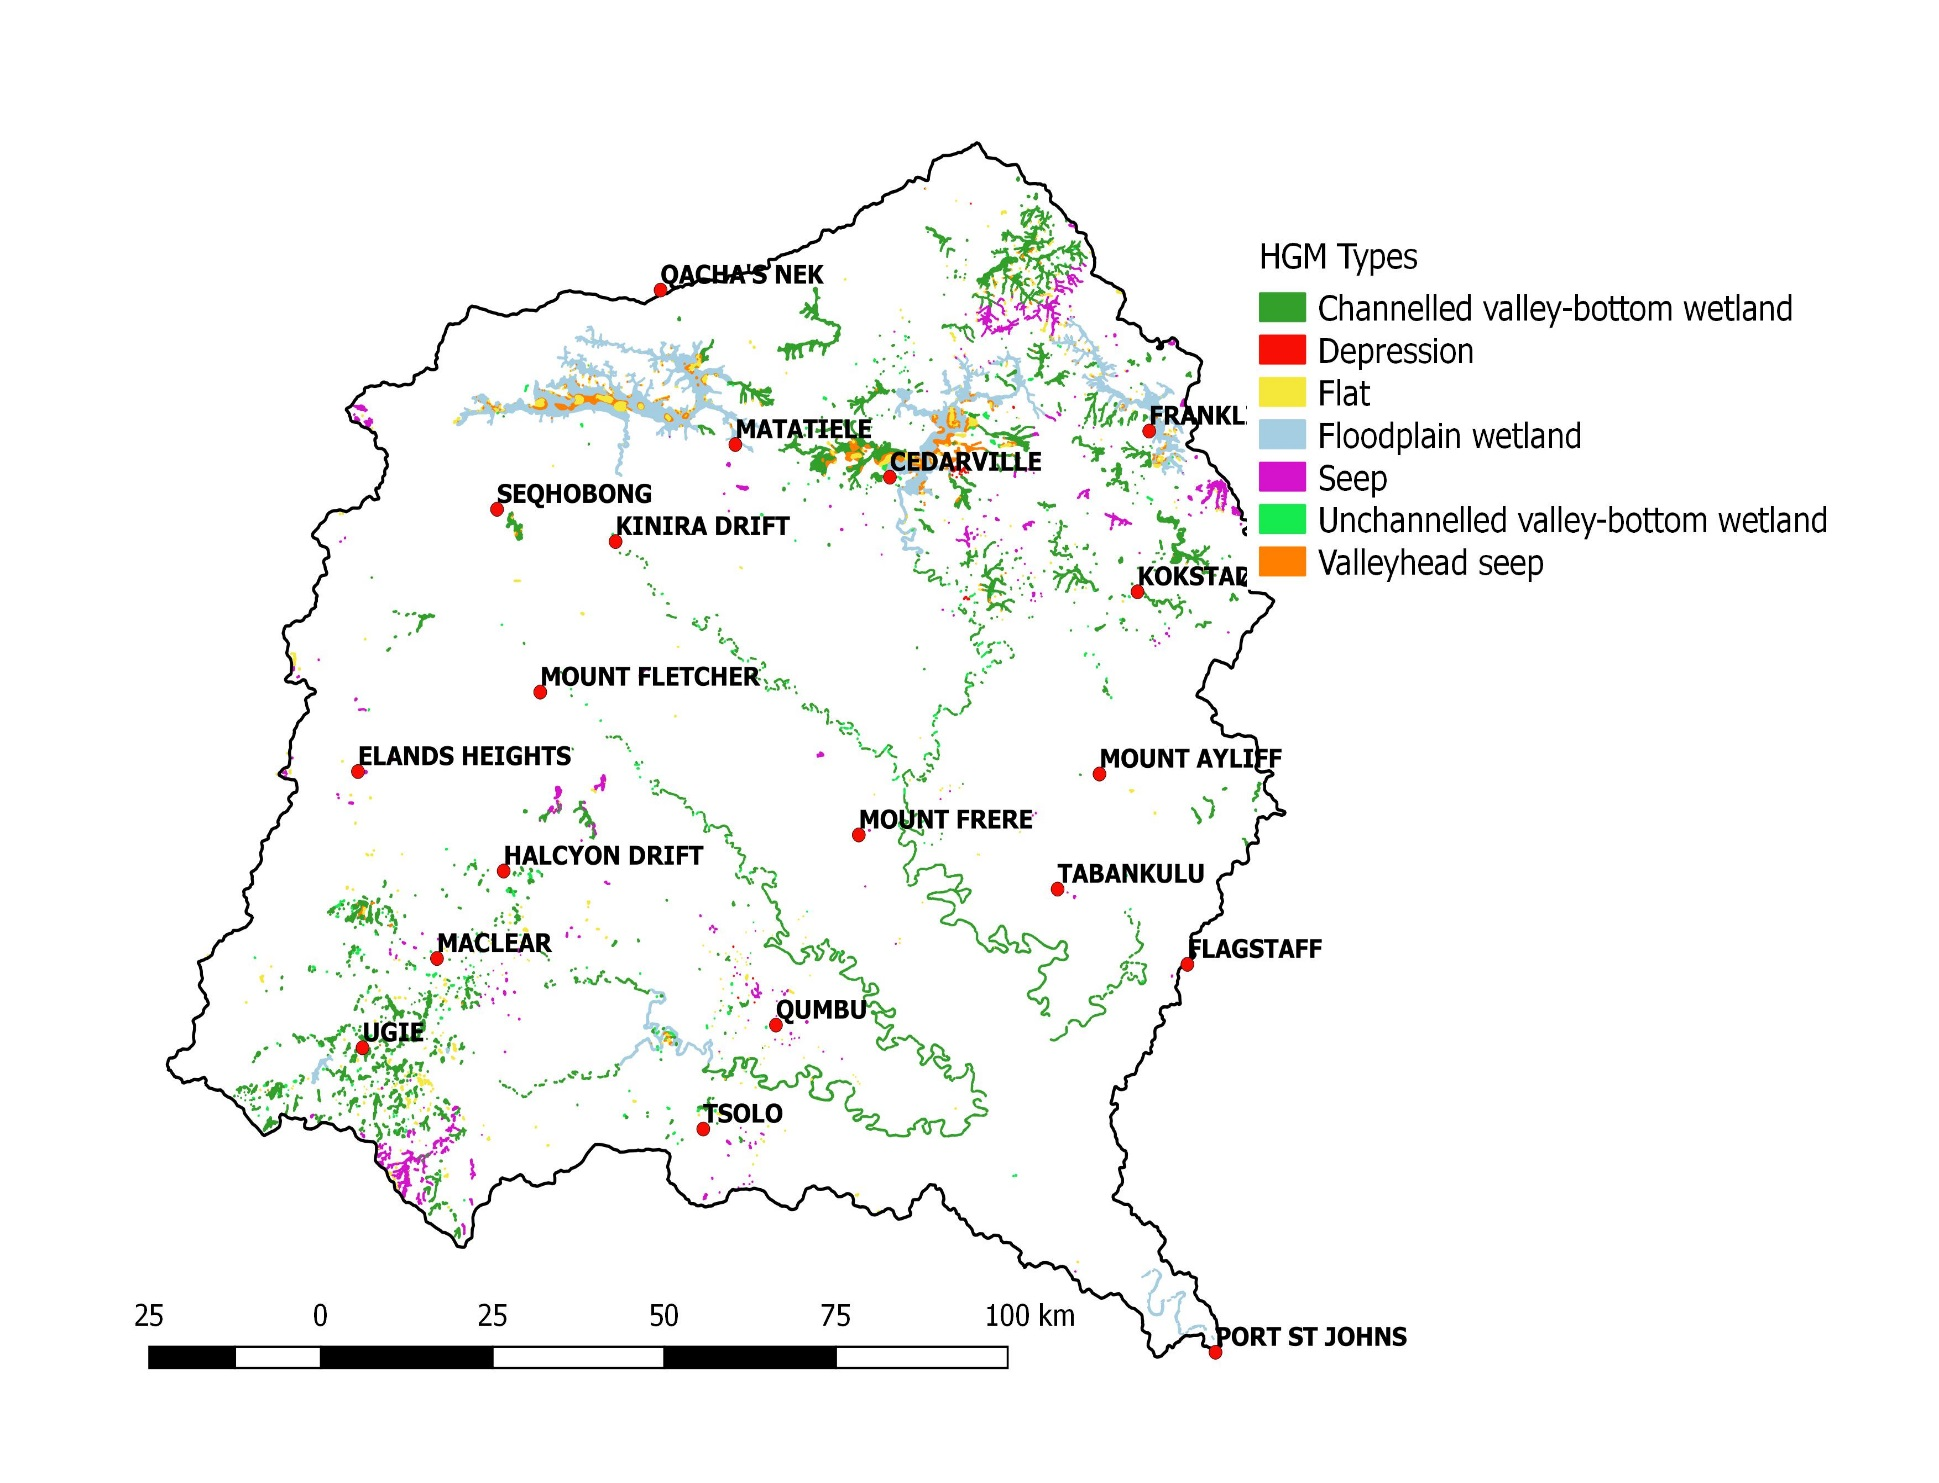 HGM Types
Channelled valley-bottom wetland
Depression
Flat
Floodplain wetland
Seep
Unchannelled valley-bottom wetland
Valleyhead seep
QACHA'S NEK
MATATIELE
FRANKL
CEDARVILLE
SEQHOBONG
KINIRA DRIFT
KOKSTAD
MOUNT FLETCHER
ELANDS HEIGHTS
MOUNT AYLIFF
MOUNT FRERE
HALCYON DRIFT
TABANKULU
MACLEAR
FLAGSTAFF
QUMBU
UGIE
TSOLO
PORT ST JOHNS
25 0 25 50 75 100 km